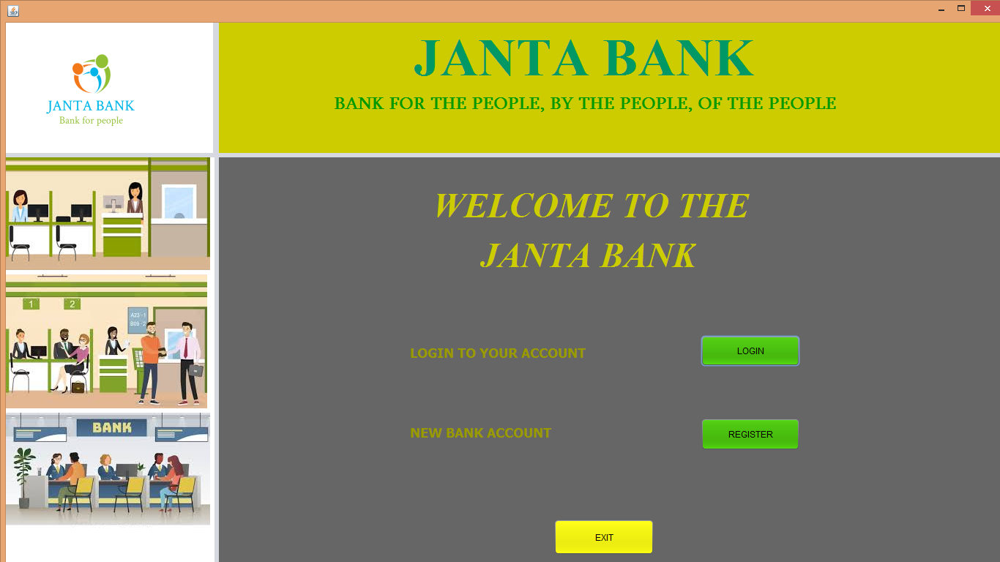 JANTA BANK
Bank for people
JANTA BANK
BANK FOR THE PEOPLE, BY THE PEOPLE, OF THE PEOPLE
1 2
A23 - 1
B09 - 2
BANK
WELCOME TO THE
JANTA BANK
LOGIN TO YOUR ACCOUNT
LOGIN
NEW BANK ACCOUNT
REGISTER
EXIT